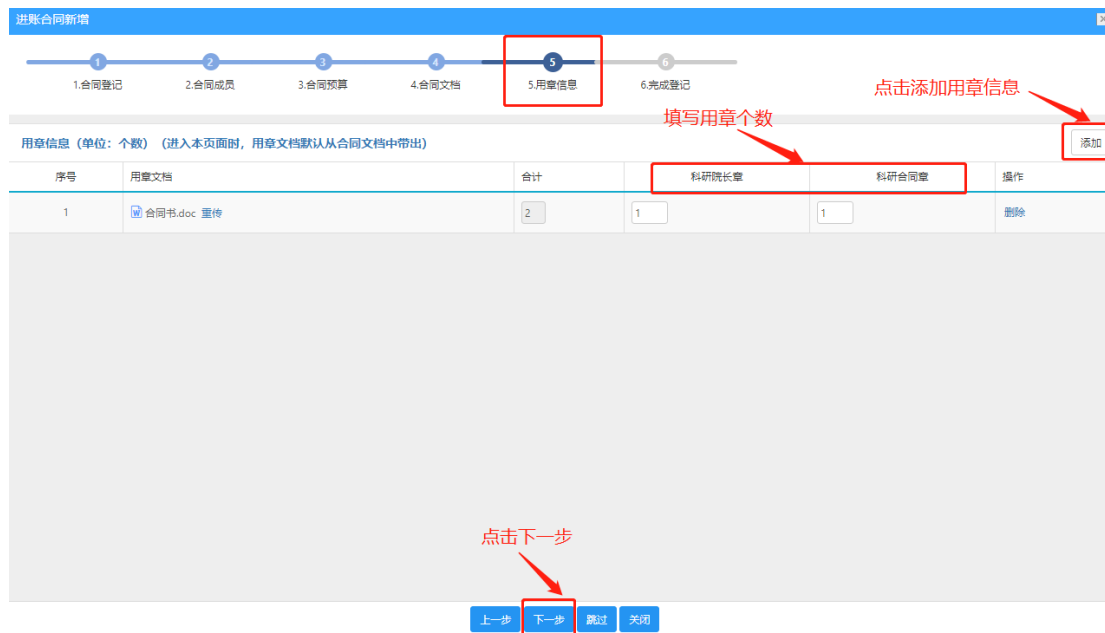 进账合同新增
1 2 3 4 5 6
1.合同登记 2.合同成员 3.合同预算 4.合同文档 5.用章信息 6.完成登记
点击添加用章信息
填写用章个数
用章信息（单位：个数）（进入本页面时，用章文档默认从合同文档中带出） 添加
序号 用章文档 合计 科研院长章 科研合同章 操作
1 合同书.doc 重传 2 1 1 删除
点击下一步
上一步 下一步 跳过 关闭